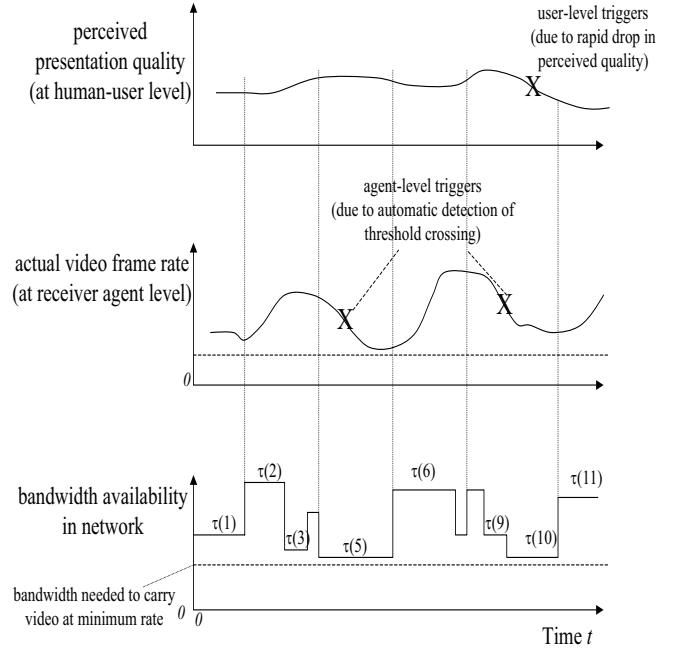 user-level triggers
(due to rapid drop in
perceived quality)
perceived
presentation quality
(at human-user level)
X
agent-level triggers
(due to automatic detection of
threshold crossing)
actual video frame rate
(at receiver agent level)
X
X
0
τ(2)
τ(6)
τ(11)
bandwidth availability
in network
τ(1)
τ(3)
τ(5)
τ(9)
τ(10)
bandwidth needed to carry
video at minimum rate
0
0
Time t